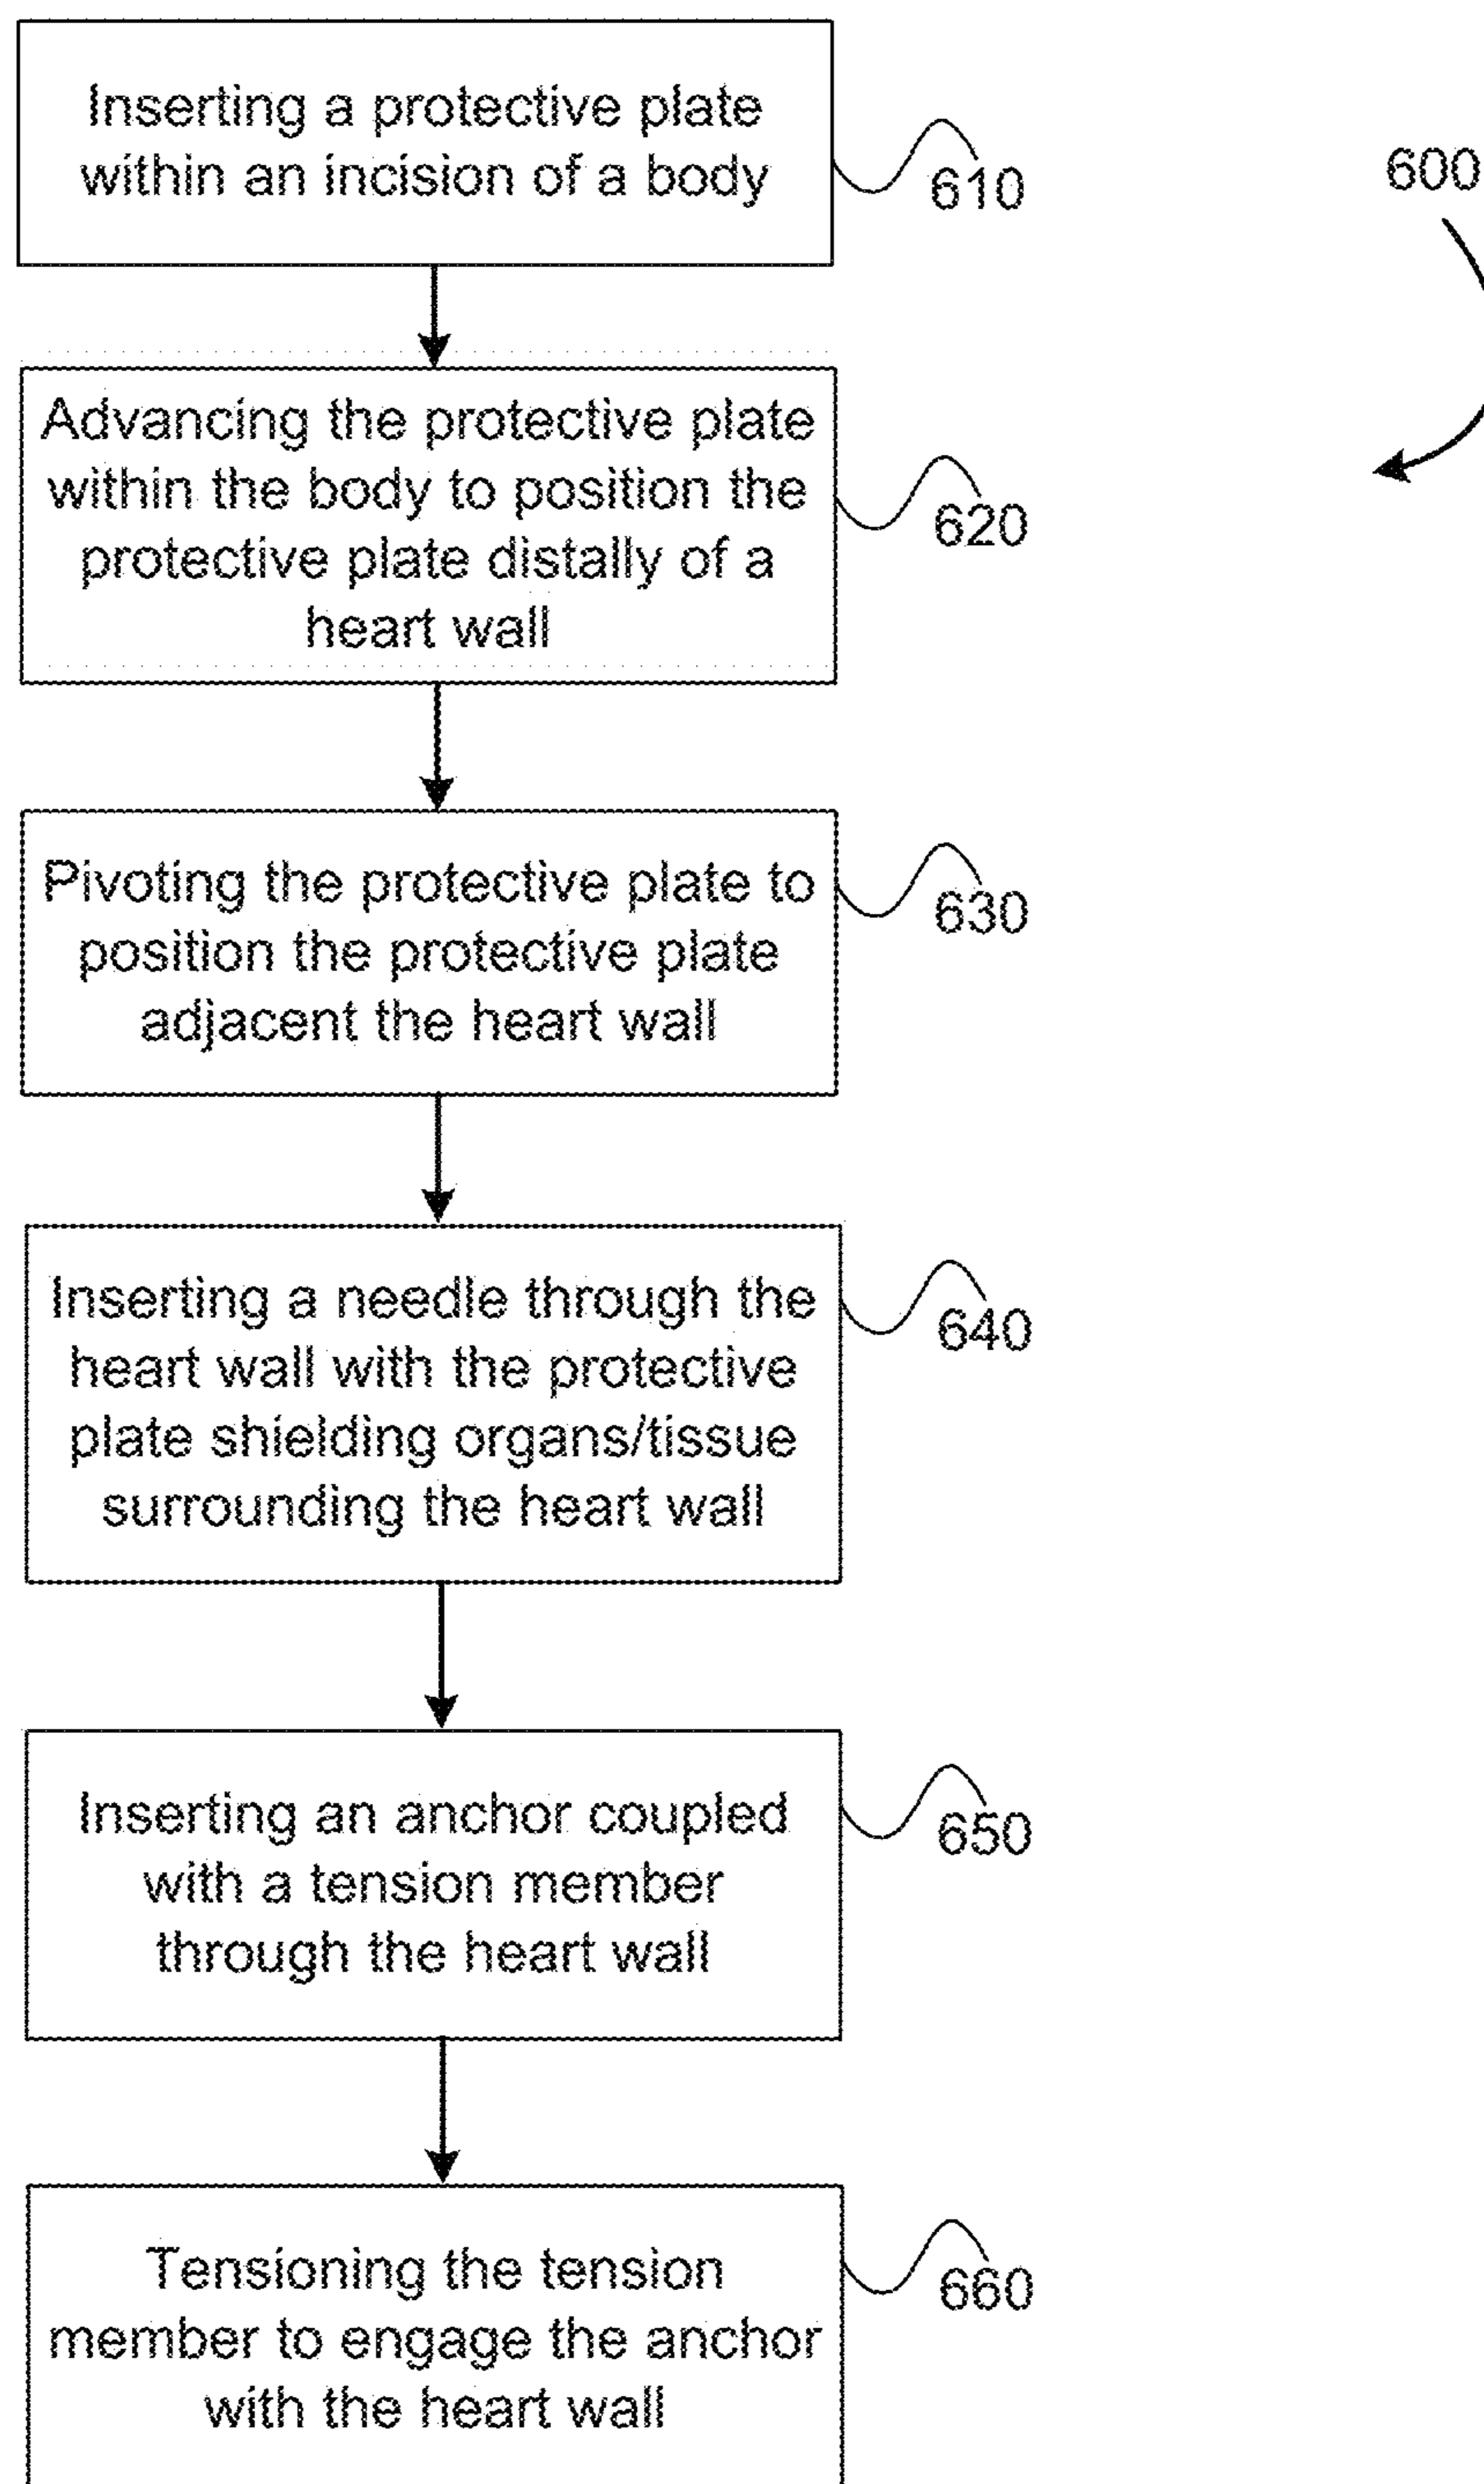 Inserting a protective plate
within an incision of a body
610
600
Advancing the protective plate
within the body to position the
protective plate distally of a
heart wall
620
Pivoting the protective plate to
position the protective plate
adjacent the heart wall
630
Inserting a needle through the
heart wall with the protective
plate shielding organs/tissue
surrounding the heart wall
640
Inserting an anchor coupled
with a tension member
through the heart wall
650
Tensioning the tension
member to engage the anchor
with the heart wall
660